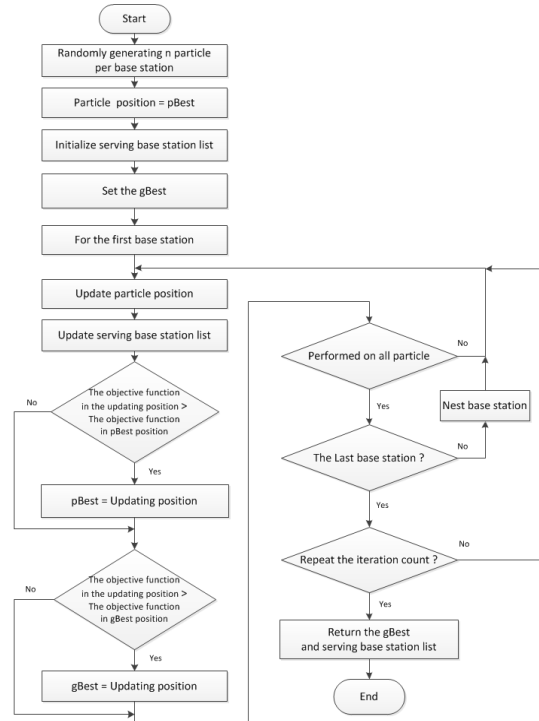 Start
Randomly generating n particle
per base station
Particle position = pBest
Initialize serving base station list
Set the gBest
For the first base station
Update particle position
Update serving base station list
The objective function
in the updating position >
The objective function
in pBest position
No
Yes
pBest = Updating position
The objective function
in the updating position >
The objective function
in gBest position
No
Yes
gBest = Updating position
Performed on all particle
No
Yes
Nest base station
The Last base station ?
No
Yes
Repeat the iteration count ?
No
Yes
Return the gBest
and serving base station list
End